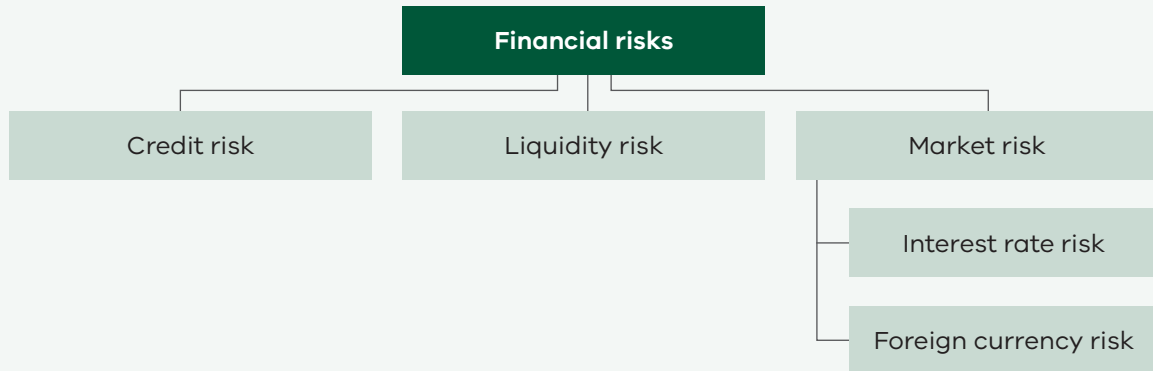 Financial risks
Credit risk
Liquidity risk
Market risk
Interest rate risk
Foreign currency risk